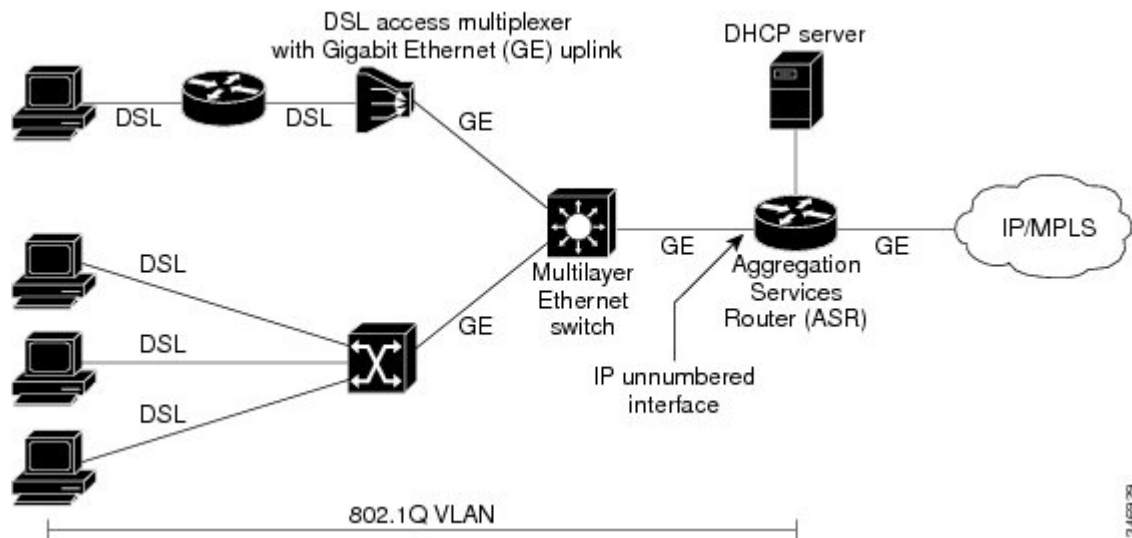 DSL access multiplexer
with Gigabit Ethernet (GE) uplink
DHCP server
DSL
DSL
GE
DSL
DSL
DSL
GE
Multilayer
Ethernet
switch
GE
Aggregation
Services
Router (ASR)
GE
IP/MPLS
IP unnumbered
interface
802.1Q VLAN